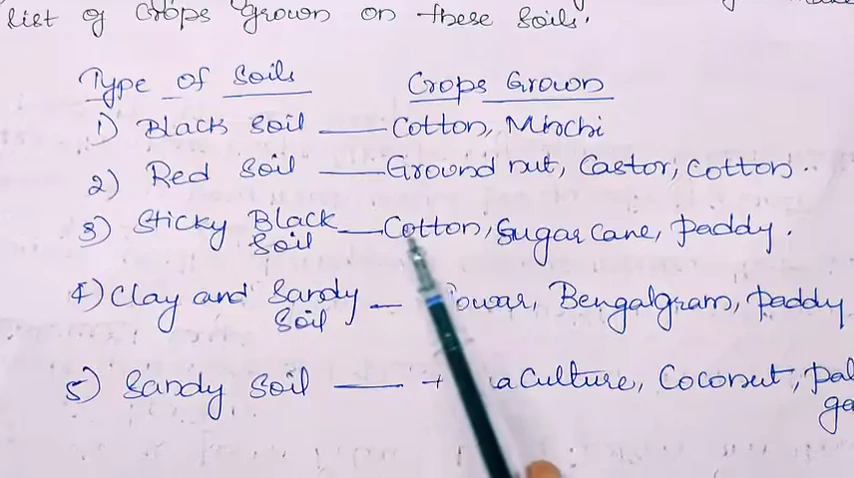 list of Crops Grown on these Soils.
Type of Soils Crops Grown
1) Black Soil — Cotton, Mirchi
2) Red Soil — Ground nut, Castor, Cotton..
3) Sticky Black Soil — Cotton, Sugar Cane, paddy.
4) Clay and Sandy Soil — Bengalgram, paddy
5) Sandy Soil — Coconut,